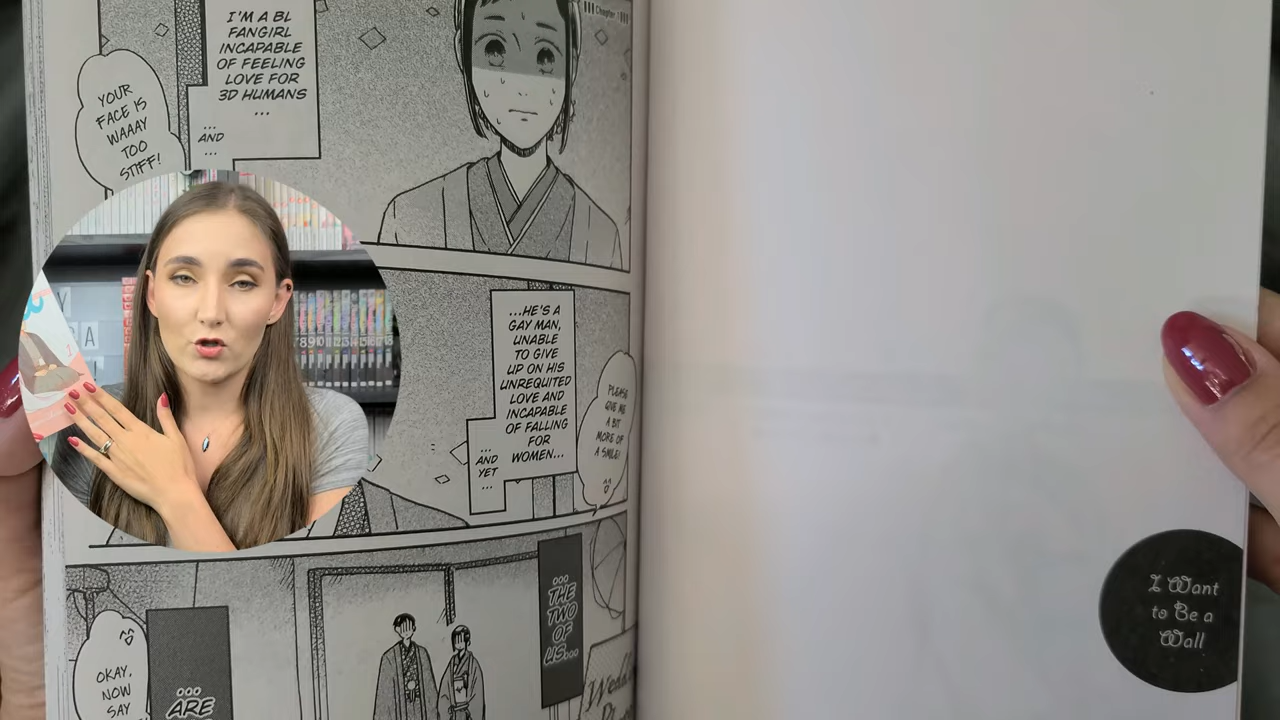 Chapter 1
I'M A BL
FANGIRL
INCAPABLE
OF FEELING
LOVE FOR
3D HUMANS
...
...
AND
...
YOUR
FACE IS
WAAAY
TOO
STIFF!
...HE'S A
GAY MAN,
UNABLE
TO GIVE
UP ON HIS
UNREQUITED
LOVE AND
INCAPABLE
OF FALLING
FOR
WOMEN...
...
AND
YET
...
PLEASE
GIVE ME
A BIT
MORE OF
A SMILE!
...
THE
TWO
OF
US...
...
ARE
OKAY,
NOW
SAY
I Want
to Be a
Wall